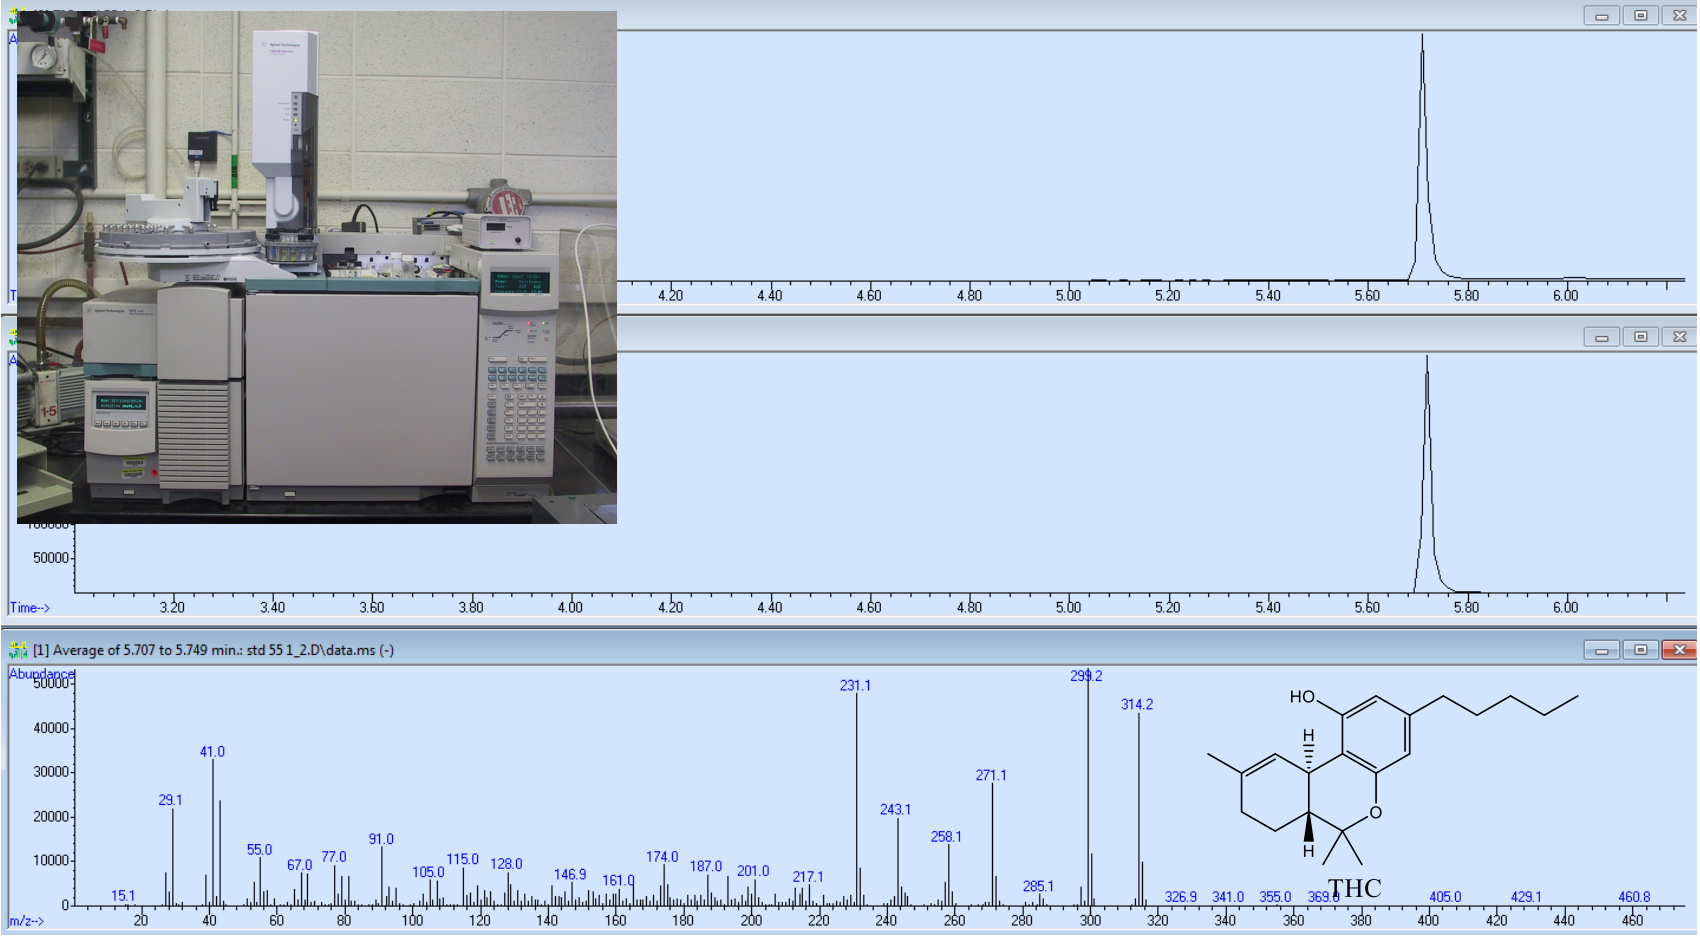 Agilent Technologies
4.20 4.40 4.60 4.80 5.00 5.20 5.40 5.60 5.80 6.00
T
A
1·5
50000
Time-->
3.20 3.40 3.60 3.80 4.00 4.20 4.40 4.60 4.80 5.00 5.20 5.40 5.60 5.80 6.00
[1] Average of 5.707 to 5.749 min.: std 55 1_2.D\data.ms (-)
Abundance
50000
40000
30000
20000
10000
0
m/z-->
15.1 29.1 41.0 55.0 67.0 77.0 91.0 105.0 115.0 128.0 146.9 161.0 174.0 187.0 201.0 217.1 231.1 243.1 258.1 271.1 285.1 299.2 314.2 326.9 341.0 355.0 369.0 405.0 429.1 460.8
20 40 60 80 100 120 140 160 180 200 220 240 260 280 300 320 340 360 380 400 420 440 460
HO
H
O
H
THC